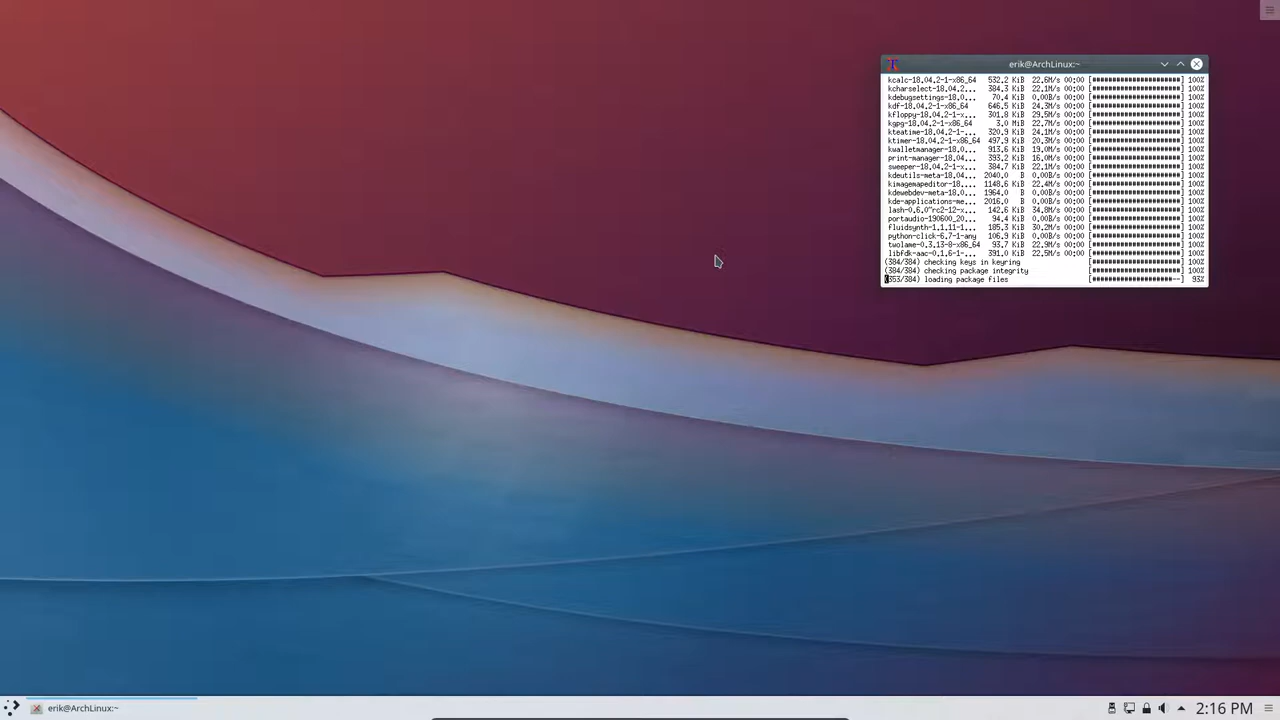 erik@ArchLinux:~
kcalc-18.04.2-1-x86_64 532.2 KiB 22.6M/s 00:00 [##################] 100%
kcharselect-18.04.2... 384.3 KiB 22.1M/s 00:00 [##################] 100%
kdebugsettings-18.0... 70.4 KiB 0.00B/s 00:00 [##################] 100%
kdf-18.04.2-1-x86_64 646.5 KiB 24.3M/s 00:00 [##################] 100%
kfloppy-18.04.2-1-x... 301.8 KiB 29.5M/s 00:00 [##################] 100%
kgpg-18.04.2-1-x86_64 3.0 MiB 22.7M/s 00:00 [##################] 100%
kteatime-18.04.2-1-... 320.9 KiB 24.1M/s 00:00 [##################] 100%
ktimer-18.04.2-1-x86_64 497.9 KiB 20.3M/s 00:00 [##################] 100%
kwalletmanager-18.0... 913.6 KiB 19.0M/s 00:00 [##################] 100%
print-manager-18.04... 393.2 KiB 16.0M/s 00:00 [##################] 100%
sweeper-18.04.2-1-x... 384.7 KiB 22.1M/s 00:00 [##################] 100%
kdeutils-meta-18.04... 2040.0 B 0.00B/s 00:00 [##################] 100%
kimagemapeditor-18.... 1148.6 KiB 22.4M/s 00:00 [##################] 100%
kdewebdev-meta-18.0... 1964.0 B 0.00B/s 00:00 [##################] 100%
kde-applications-me... 2016.0 B 0.00B/s 00:00 [##################] 100%
lash-0.6.0~rc2-12-x... 142.6 KiB 34.8M/s 00:00 [##################] 100%
portaudio-190600_20... 94.4 KiB 0.00B/s 00:00 [##################] 100%
fluidsynth-1.1.11-1... 185.3 KiB 30.2M/s 00:00 [##################] 100%
python-click-6.7-1-any 106.9 KiB 0.00B/s 00:00 [##################] 100%
twolame-0.3.13-8-x86_64 93.7 KiB 22.9M/s 00:00 [##################] 100%
libfdk-aac-0.1.6-1-... 391.0 KiB 22.5M/s 00:00 [##################] 100%
(384/384) checking keys in keyring [##################] 100%
(384/384) checking package integrity [##################] 100%
(353/384) loading package files [################--] 93%
erik@ArchLinux:~
2:16 PM